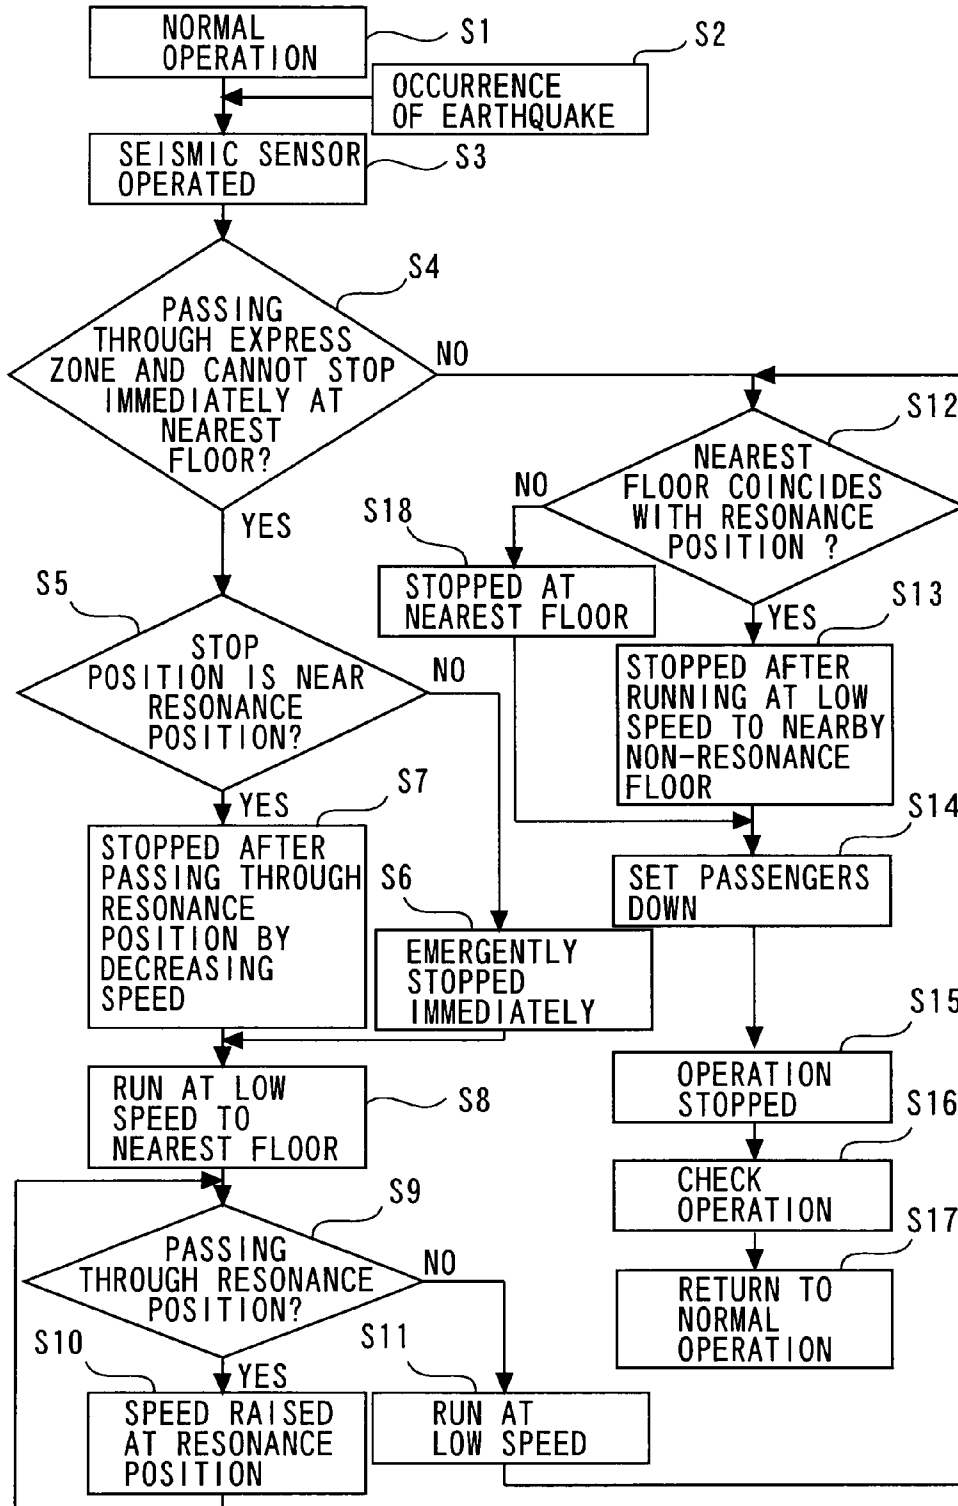 NORMAL
OPERATION
S1
S2
OCCURRENCE
OF EARTHQUAKE
SEISMIC SENSOR
OPERATED
S3
S4
PASSING
THROUGH EXPRESS
ZONE AND CANNOT STOP
IMMEDIATELY AT
NEAREST
FLOOR?
NO
YES
S12
NEAREST
FLOOR COINCIDES
WITH RESONANCE
POSITION ?
NO
YES
S18
STOPPED AT
NEAREST FLOOR
S13
STOPPED AFTER
RUNNING AT LOW
SPEED TO NEARBY
NON-RESONANCE
FLOOR
S5
STOP
POSITION IS NEAR
RESONANCE
POSITION?
NO
YES
S7
STOPPED AFTER
PASSING THROUGH
RESONANCE
POSITION BY
DECREASING
SPEED
S6
EMERGENTLY
STOPPED
IMMEDIATELY
S14
SET PASSENGERS
DOWN
S15
OPERATION
STOPPED
RUN AT LOW
SPEED TO
NEAREST FLOOR
S8
S16
CHECK
OPERATION
S9
PASSING
THROUGH RESONANCE
POSITION?
NO
YES
S17
RETURN TO
NORMAL
OPERATION
S10
SPEED RAISED
AT RESONANCE
POSITION
S11
RUN AT
LOW SPEED